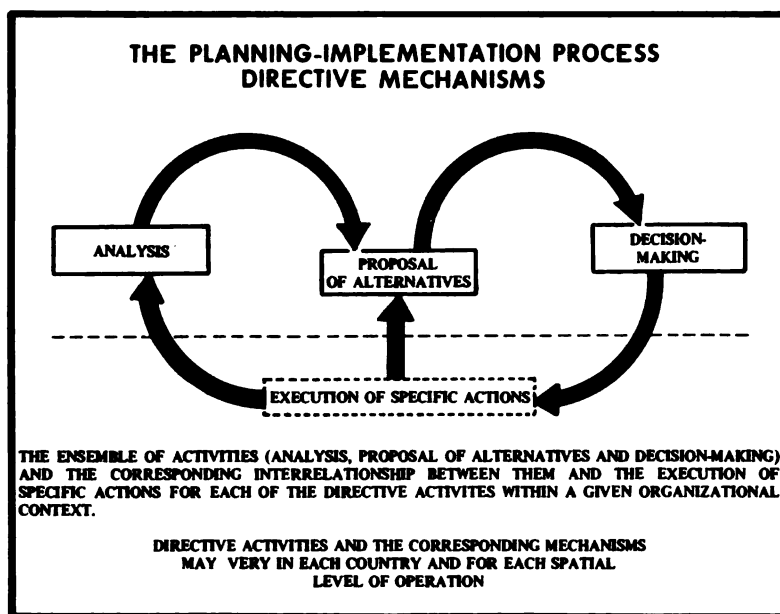 THE PLANNING-IMPLEMENTATION PROCESS
DIRECTIVE MECHANISMS
ANALYSIS
PROPOSAL
OF ALTERNATIVES
DECISION-
MAKING
EXECUTION OF SPECIFIC ACTIONS
THE ENSEMBLE OF ACTIVITIES (ANALYSIS, PROPOSAL OF ALTERNATIVES AND DECISION-MAKING)
AND THE CORRESPONDING INTERRELATIONSHIP BETWEEN THEM AND THE EXECUTION OF
SPECIFIC ACTIONS FOR EACH OF THE DIRECTIVE ACTIVITES WITHIN A GIVEN ORGANIZATIONAL
CONTEXT.
DIRECTIVE ACTIVITIES AND THE CORRESPONDING MECHANISMS
MAY VERY IN EACH COUNTRY AND FOR EACH SPATIAL
LEVEL OF OPERATION